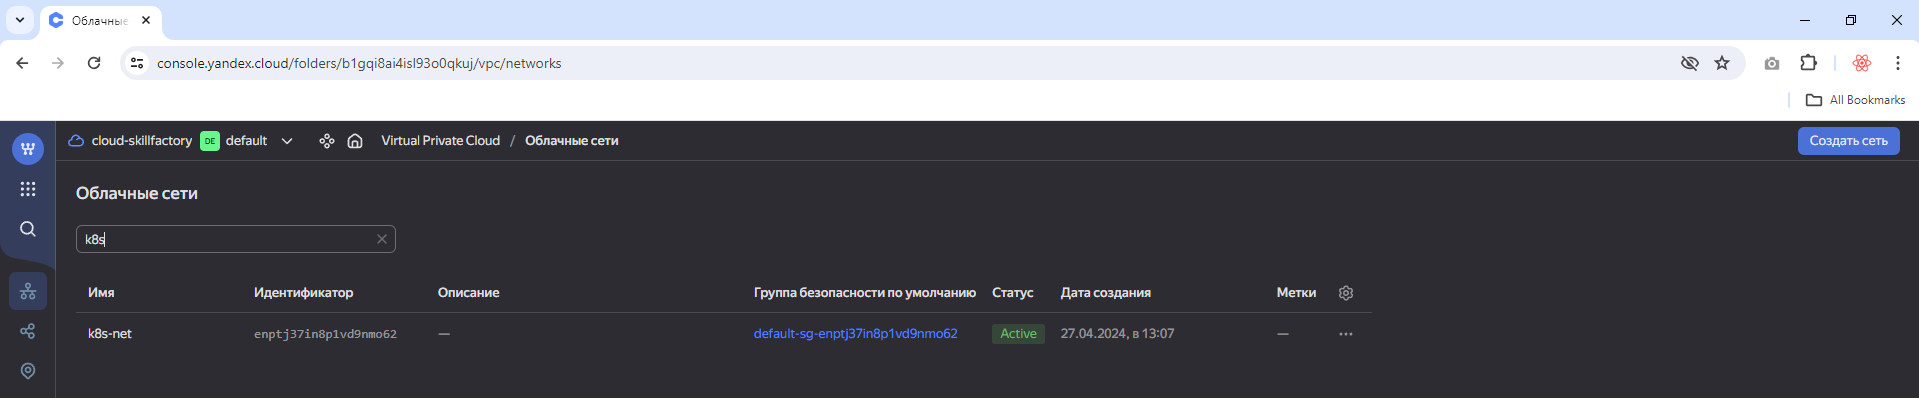 Облачные
console.yandex.cloud/folders/b1gqi8ai4isl93o0qkuj/vpc/networks
All Bookmarks
cloud-skillfactory DE default Virtual Private Cloud / Облачные сети Создать сеть
Облачные сети
k8s
Имя Идентификатор Описание Группа безопасности по умолчанию Статус Дата создания Метки
k8s-net enptj37in8p1vd9nmo62 — default-sg-enptj37in8p1vd9nmo62 Active 27.04.2024, в 13:07 —